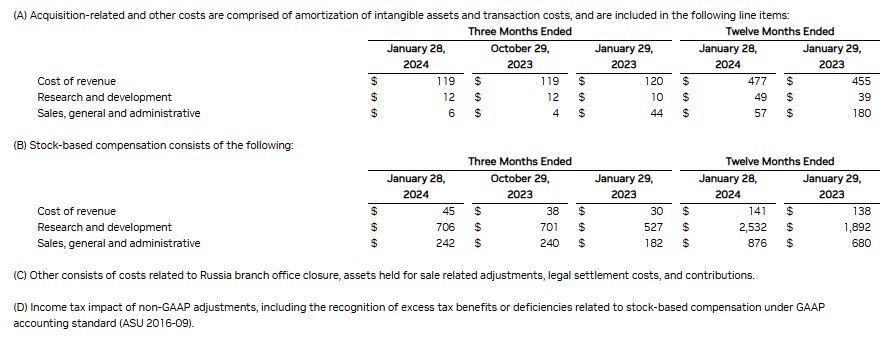 (A) Acquisition-related and other costs are comprised of amortization of intangible assets and transaction costs, and are included in the following line items:
Three Months Ended Twelve Months Ended
January 28, October 29, January 29, January 28, January 29,
2024 2023 2023 2024 2023
Cost of revenue $ 119 $ 119 $ 120 $ 477 $ 455
Research and development $ 12 $ 12 $ 10 $ 49 $ 39
Sales, general and administrative $ 6 $ 4 $ 44 $ 57 $ 180
(B) Stock-based compensation consists of the following:
Three Months Ended Twelve Months Ended
January 28, October 29, January 29, January 28, January 29,
2024 2023 2023 2024 2023
Cost of revenue $ 45 $ 38 $ 30 $ 141 $ 138
Research and development $ 706 $ 701 $ 527 $ 2,532 $ 1,892
Sales, general and administrative $ 242 $ 240 $ 182 $ 876 $ 680
(C) Other consists of costs related to Russia branch office closure, assets held for sale related adjustments, legal settlement costs, and contributions.
(D) Income tax impact of non-GAAP adjustments, including the recognition of excess tax benefits or deficiencies related to stock-based compensation under GAAP
accounting standard (ASU 2016-09).